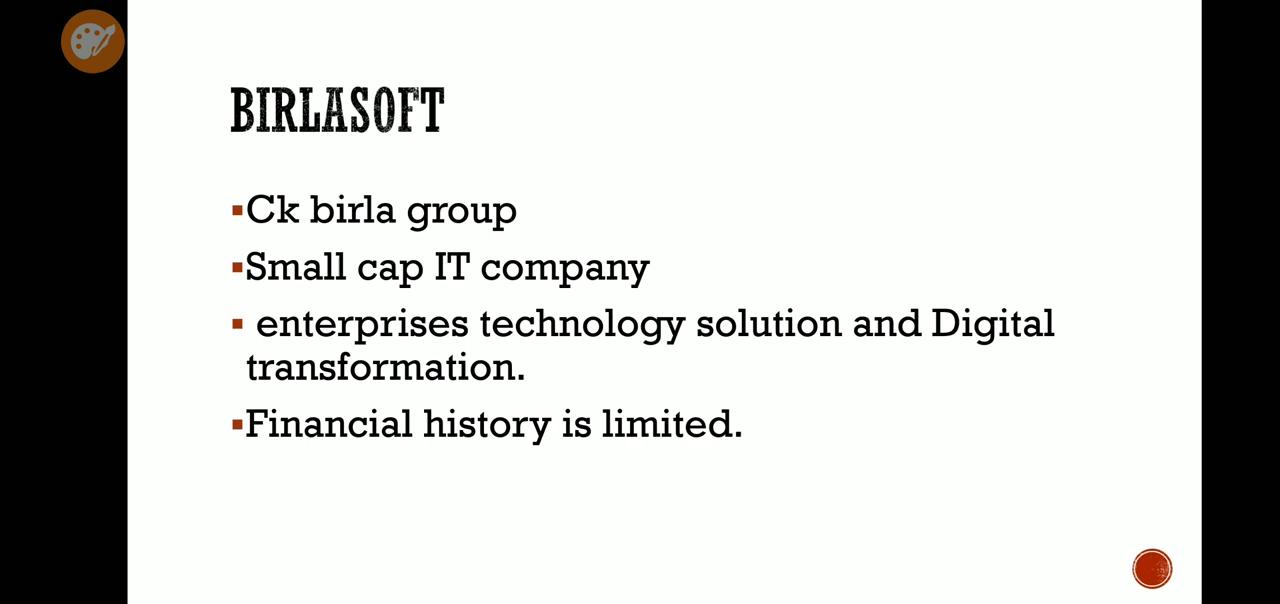 BIRLASOFT
▪Ck birla group
▪Small cap IT company
▪ enterprises technology solution and Digital
transformation.
▪Financial history is limited.